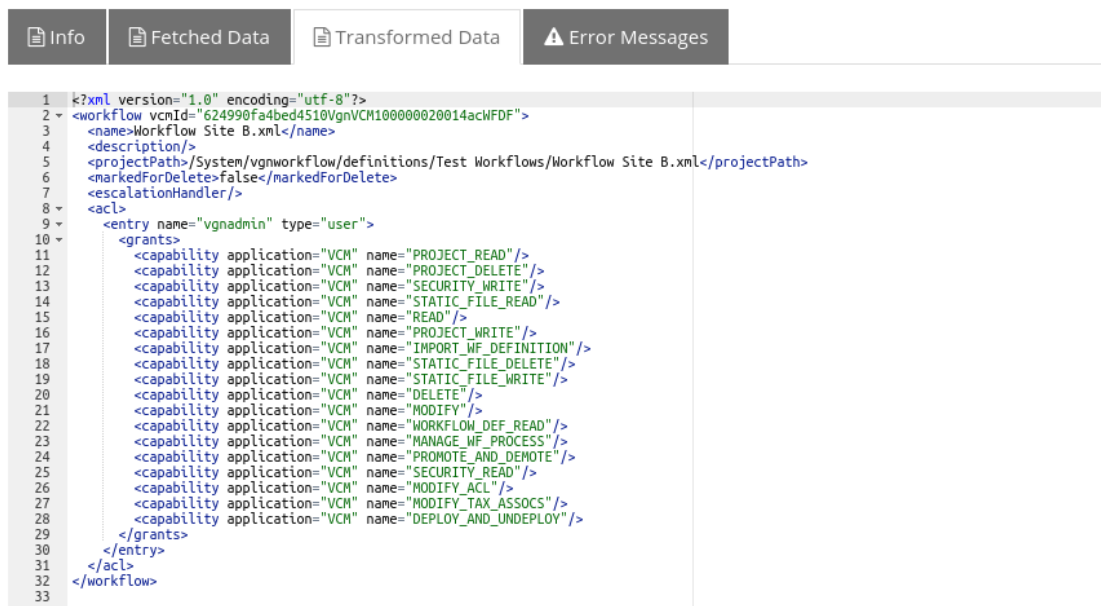 Info Fetched Data Transformed Data Error Messages
1 <?xml version="1.0" encoding="utf-8"?>
2 <workflow vcmId="624990fa4bed4510VgnVCM100000020014acWFDF">
3 <name>Workflow Site B.xml</name>
4 <description/>
5 <projectPath>/System/vgnworkflow/definitions/Test Workflows/Workflow Site B.xml</projectPath>
6 <markedForDelete>false</markedForDelete>
7 <escalationHandler/>
8 <acl>
9 <entry name="vgnadmin" type="user">
10 <grants>
11 <capability application="VCM" name="PROJECT_READ"/>
12 <capability application="VCM" name="PROJECT_DELETE"/>
13 <capability application="VCM" name="SECURITY_WRITE"/>
14 <capability application="VCM" name="STATIC_FILE_READ"/>
15 <capability application="VCM" name="READ"/>
16 <capability application="VCM" name="PROJECT_WRITE"/>
17 <capability application="VCM" name="IMPORT_WF_DEFINITION"/>
18 <capability application="VCM" name="STATIC_FILE_DELETE"/>
19 <capability application="VCM" name="STATIC_FILE_WRITE"/>
20 <capability application="VCM" name="DELETE"/>
21 <capability application="VCM" name="MODIFY"/>
22 <capability application="VCM" name="WORKFLOW_DEF_READ"/>
23 <capability application="VCM" name="MANAGE_WF_PROCESS"/>
24 <capability application="VCM" name="PROMOTE_AND_DEMOTE"/>
25 <capability application="VCM" name="SECURITY_READ"/>
26 <capability application="VCM" name="MODIFY_ACL"/>
27 <capability application="VCM" name="MODIFY_TAX_ASSOCS"/>
28 <capability application="VCM" name="DEPLOY_AND_UNDEPLOY"/>
29 </grants>
30 </entry>
31 </acl>
32 </workflow>
33